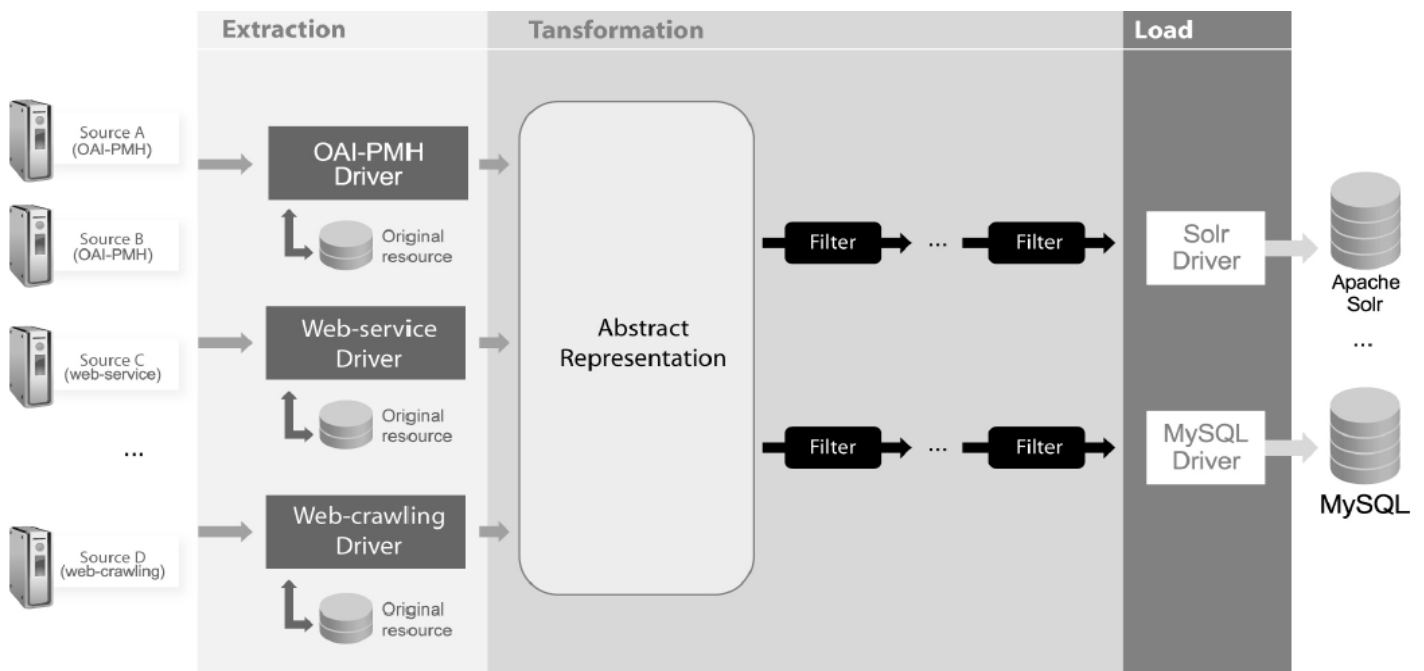 Extraction
Tansformation
Load
Source A
(OAI-PMH)
Source B
(OAI-PMH)
Source C
(web-service)
...
Source D
(web-crawling)
OAI-PMH
Driver
Original
resource
Web-service
Driver
Original
resource
Web-crawling
Driver
Original
resource
Abstract
Representation
Filter
...
Filter
Filter
...
Filter
Solr
Driver
MySQL
Driver
Apache
Solr
...
MySQL